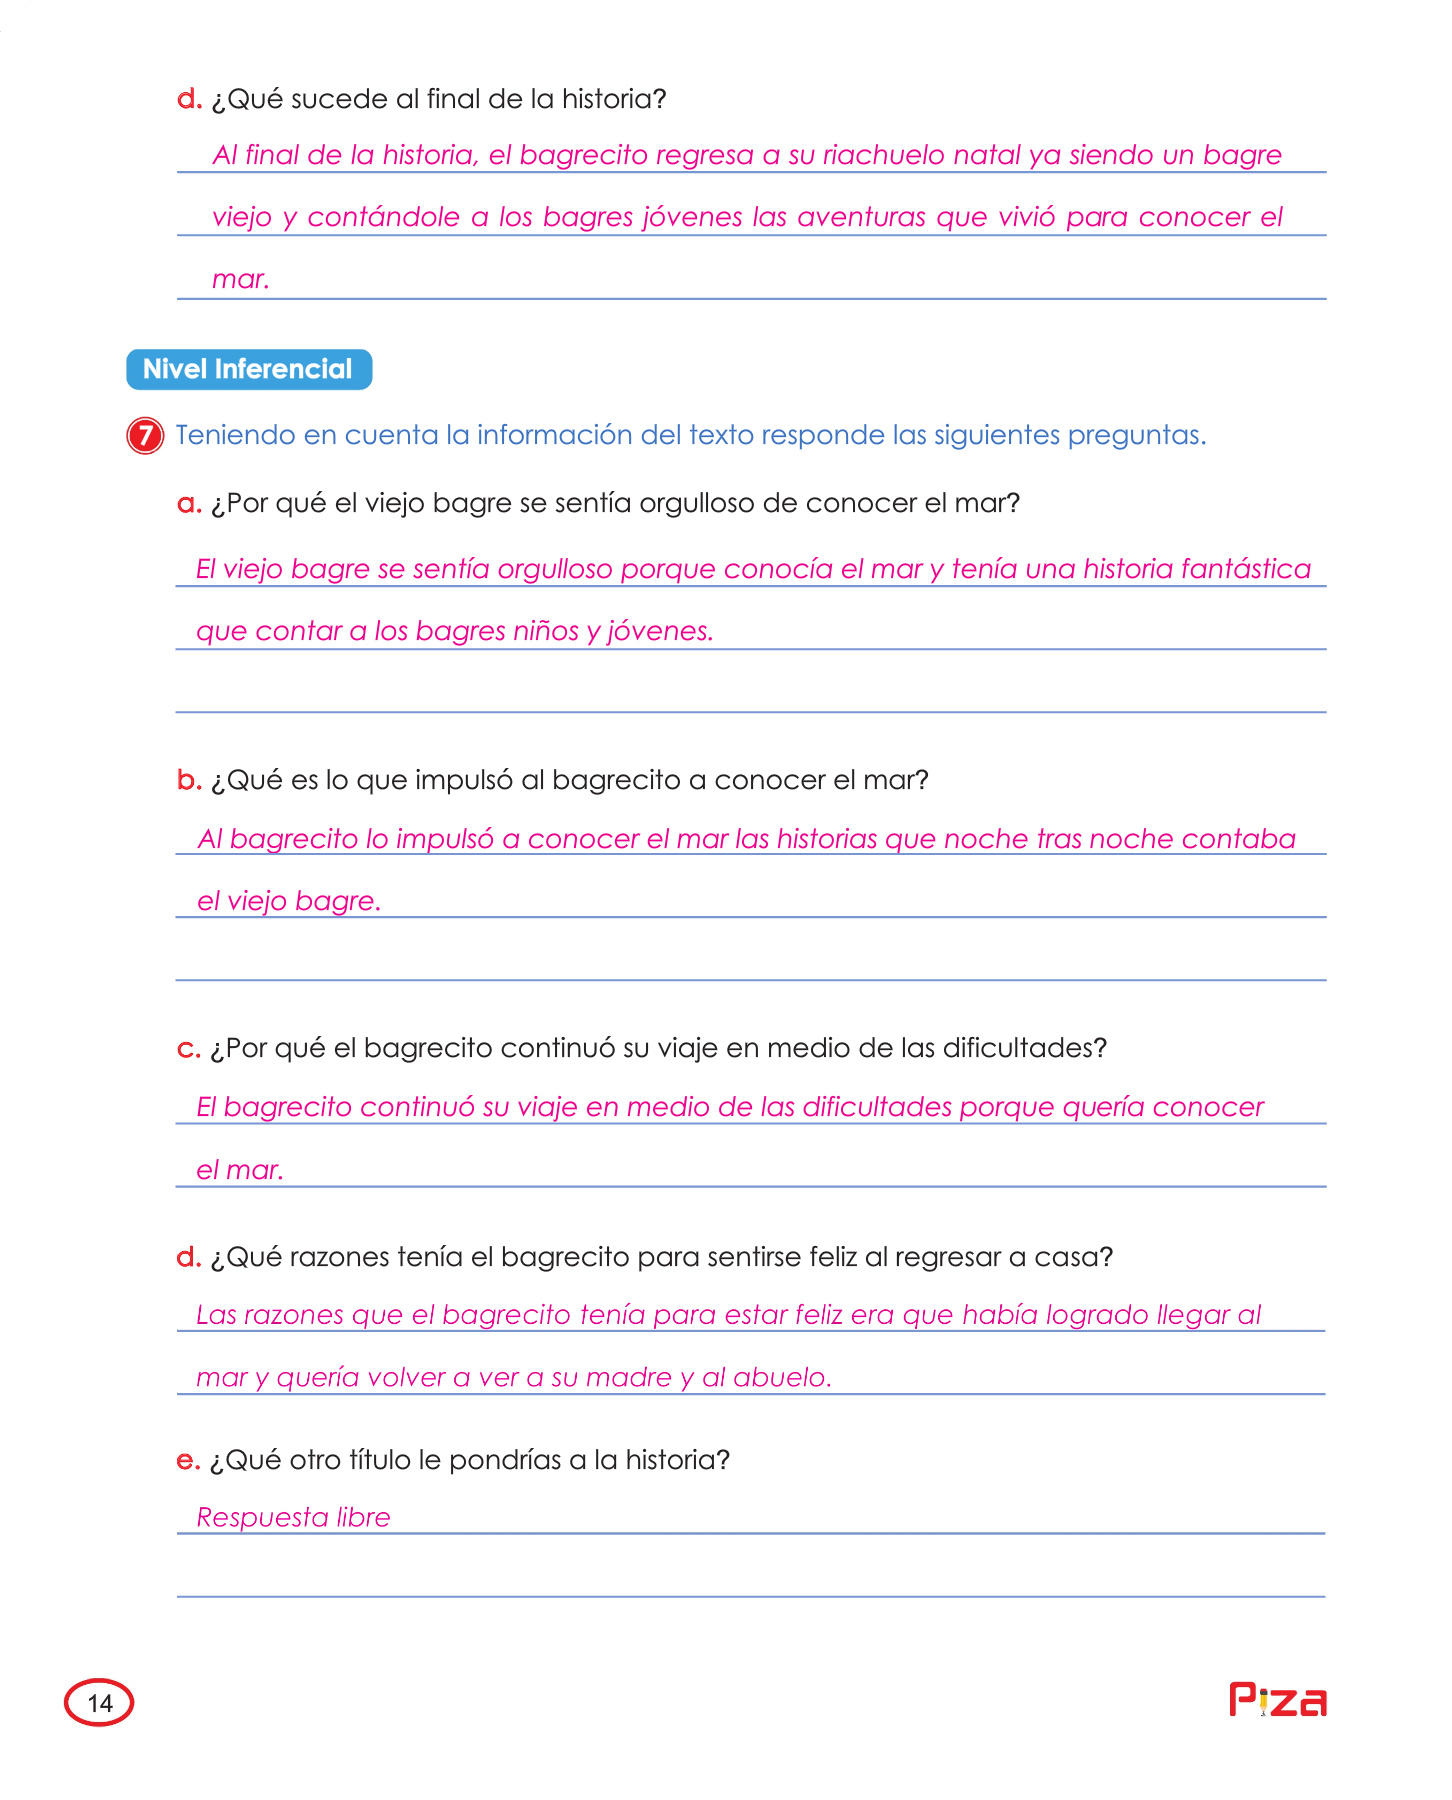 d. ¿Qué sucede al final de la historia?
Al final de la historia, el bagrecito regresa a su riachuelo natal ya siendo un bagre
viejo y contándole a los bagres jóvenes las aventuras que vivió para conocer el
mar.
Nivel Inferencial
7 Teniendo en cuenta la información del texto responde las siguientes preguntas.
a. ¿Por qué el viejo bagre se sentía orgulloso de conocer el mar?
El viejo bagre se sentía orgulloso porque conocía el mar y tenía una historia fantástica
que contar a los bagres niños y jóvenes.
b. ¿Qué es lo que impulsó al bagrecito a conocer el mar?
Al bagrecito lo impulsó a conocer el mar las historias que noche tras noche contaba
el viejo bagre.
c. ¿Por qué el bagrecito continuó su viaje en medio de las dificultades?
El bagrecito continuó su viaje en medio de las dificultades porque quería conocer
el mar.
d. ¿Qué razones tenía el bagrecito para sentirse feliz al regresar a casa?
Las razones que el bagrecito tenía para estar feliz era que había logrado llegar al
mar y quería volver a ver a su madre y al abuelo.
e. ¿Qué otro título le pondrías a la historia?
Respuesta libre
14
Piza